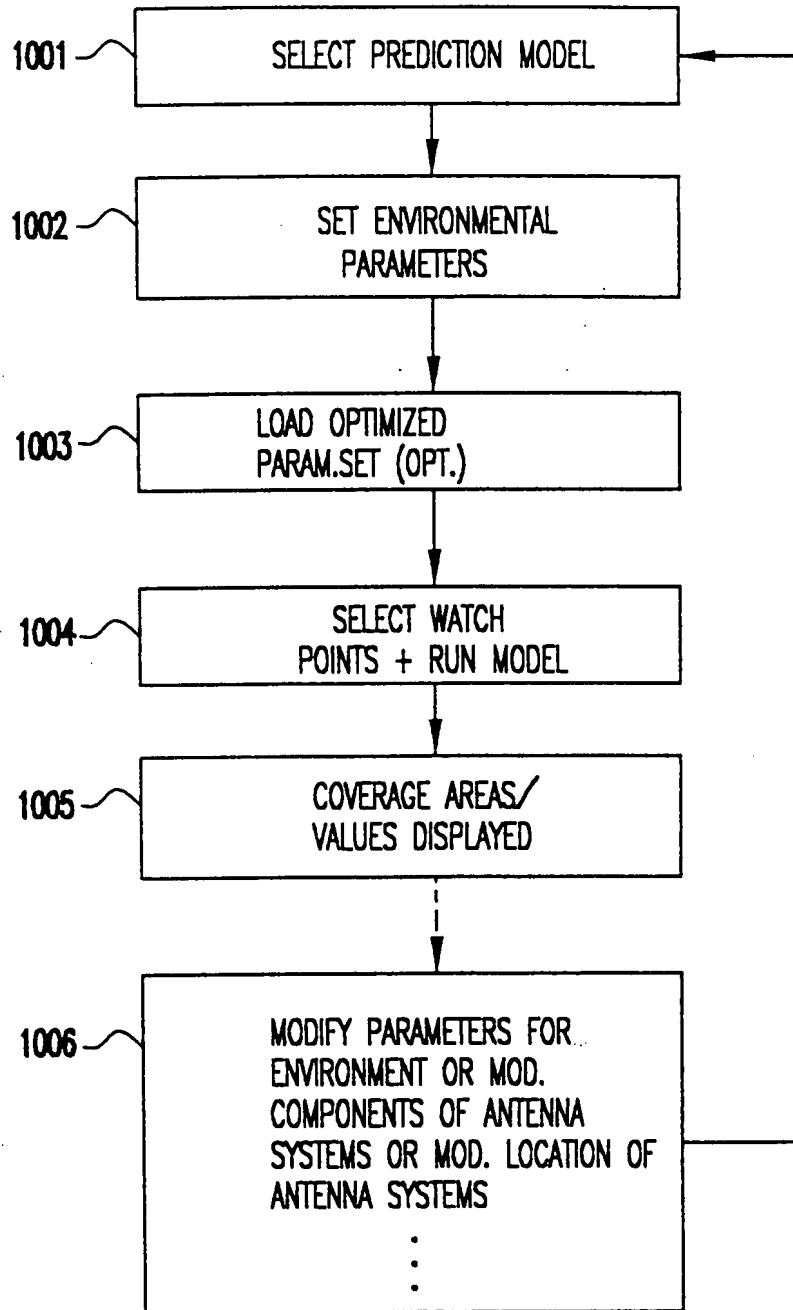 1001
SELECT PREDICTION MODEL
1002
SET ENVIRONMENTAL
PARAMETERS
1003
LOAD OPTIMIZED
PARAM.SET (OPT.)
1004
SELECT WATCH
POINTS + RUN MODEL
1005
COVERAGE AREAS/
VALUES DISPLAYED
1006
MODIFY PARAMETERS FOR
ENVIRONMENT OR MOD.
COMPONENTS OF ANTENNA
SYSTEMS OR MOD. LOCATION OF
ANTENNA SYSTEMS